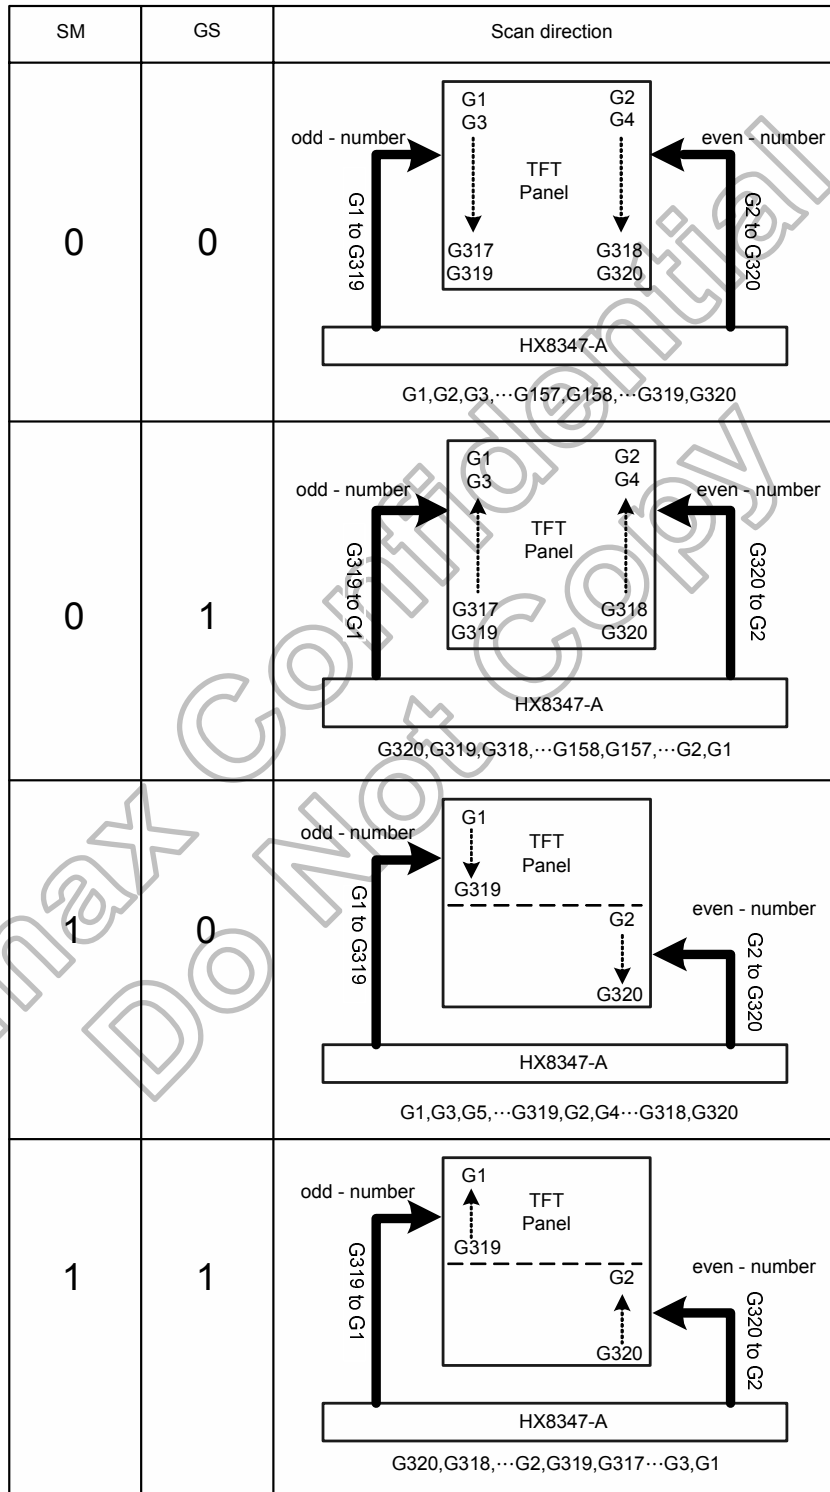 SM GS Scan direction
0 0
G1 G2
G3 G4
odd - number even - number
TFT
Panel
G1 to G319
G2 to G320
G317 G318
G319 G320
HX8347-A
G1,G2,G3,⋯G157,G158,⋯G319,G320
0 1
G1 G2
G3 G4
odd - number even - number
TFT
Panel
G319 to G1
G320 to G2
G317 G318
G319 G320
HX8347-A
G320,G319,G318,⋯G158,G157,⋯G2,G1
1 0
G1
odd - number
TFT
Panel
G319
G1 to G319
G2
even - number
G2 to G320
G320
HX8347-A
G1,G3,G5,⋯G319,G2,G4⋯G318,G320
1 1
G1
odd - number
TFT
Panel
G319
G319 to G1
G2
even - number
G320 to G2
G320
HX8347-A
G320,G318,⋯G2,G319,G317⋯G3,G1
max Confidential
Do Not Copy